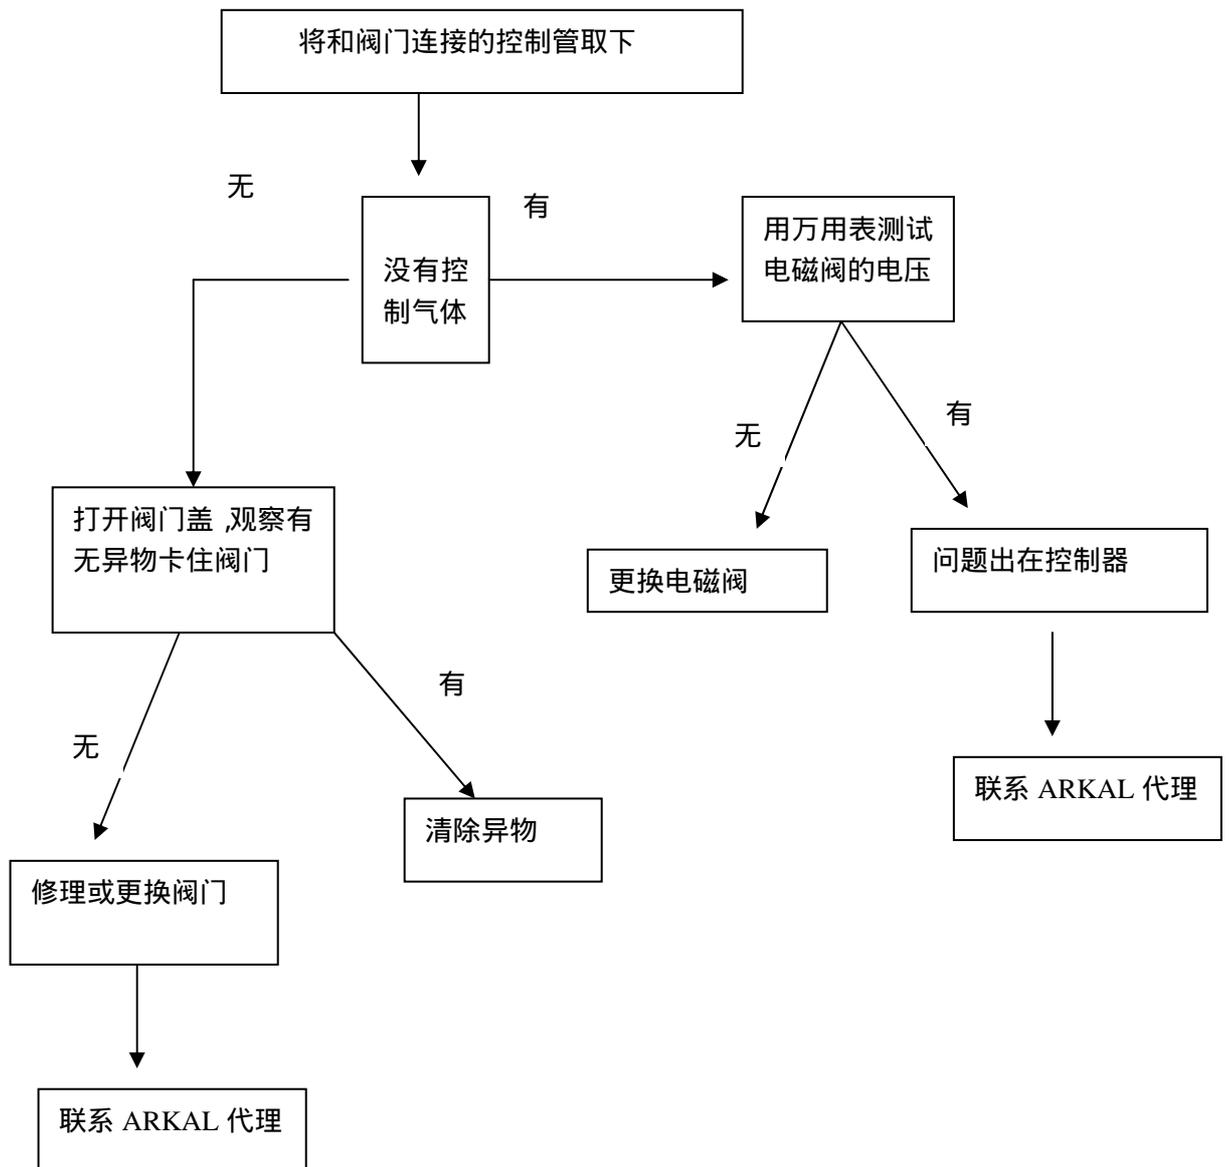 将和阀门连接的控制管取下
无
有
没有控
制气体
用万用表测试
电磁阀的电压
无
有
打开阀门盖,观察有
无异物卡住阀门
更换电磁阀
问题出在控制器
有
无
联系 ARKAL 代理
清除异物
修理或更换阀门
联系 ARKAL 代理